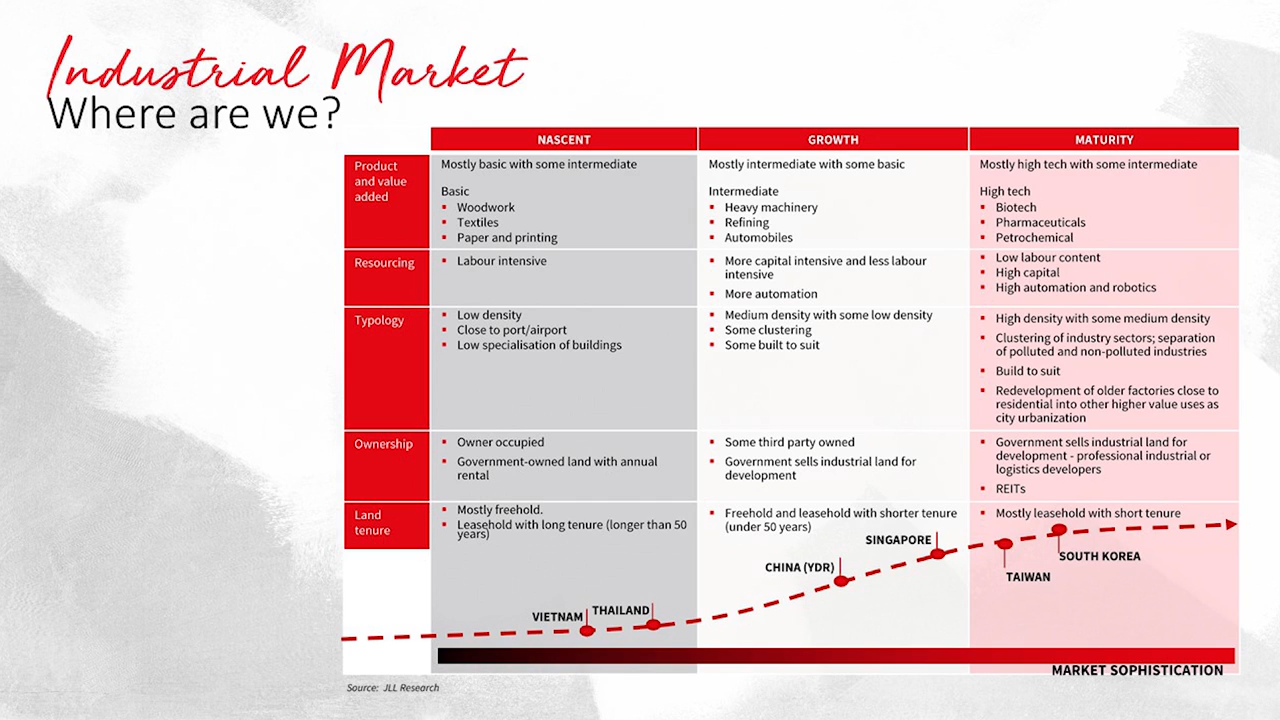 Industrial Market
Where are we?
NASCENT
GROWTH
MATURITY
Product
and value
added
Mostly basic with some intermediate
Basic
▪ Woodwork
▪ Textiles
▪ Paper and printing
Mostly intermediate with some basic
Intermediate
▪ Heavy machinery
▪ Refining
▪ Automobiles
Mostly high tech with some intermediate
High tech
▪ Biotech
▪ Pharmaceuticals
▪ Petrochemical
Resourcing
▪ Labour intensive
▪ More capital intensive and less labour
intensive
▪ More automation
▪ Low labour content
▪ High capital
▪ High automation and robotics
Typology
▪ Low density
▪ Close to port/airport
▪ Low specialisation of buildings
▪ Medium density with some low density
▪ Some clustering
▪ Some built to suit
▪ High density with some medium density
▪ Clustering of industry sectors; separation
of polluted and non-polluted industries
▪ Build to suit
▪ Redevelopment of older factories close to
residential into other higher value uses as
city urbanization
Ownership
▪ Owner occupied
▪ Government-owned land with annual
rental
▪ Some third party owned
▪ Government sells industrial land for
development
▪ Government sells industrial land for
development - professional industrial or
logistics developers
▪ REITs
Land
tenure
▪ Mostly freehold.
▪ Leasehold with long tenure (longer than 50
years)
▪ Freehold and leasehold with shorter tenure
(under 50 years)
▪ Mostly leasehold with short tenure
VIETNAM
THAILAND
CHINA (YDR)
SINGAPORE
TAIWAN
SOUTH KOREA
MARKET SOPHISTICATION
Source: JLL Research